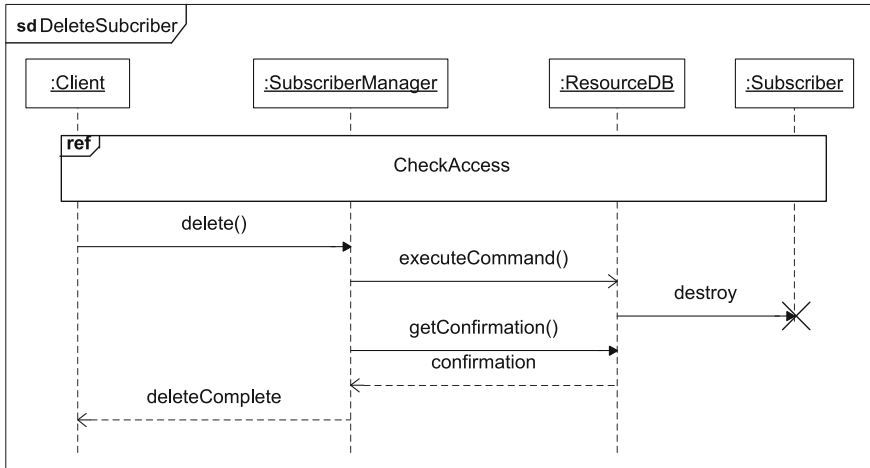 sd DeleteSubcriber
:Client
:SubscriberManager
:ResourceDB
:Subscriber
ref
CheckAccess
delete()
executeCommand()
destroy
getConfirmation()
confirmation
deleteComplete